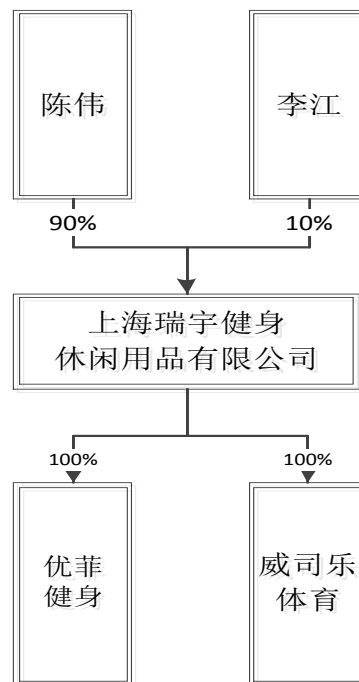 陈伟
李江
90%
10%
上海瑞宇健身
休闲用品有限公司
100%
100%
优菲
健身
威司乐
体育